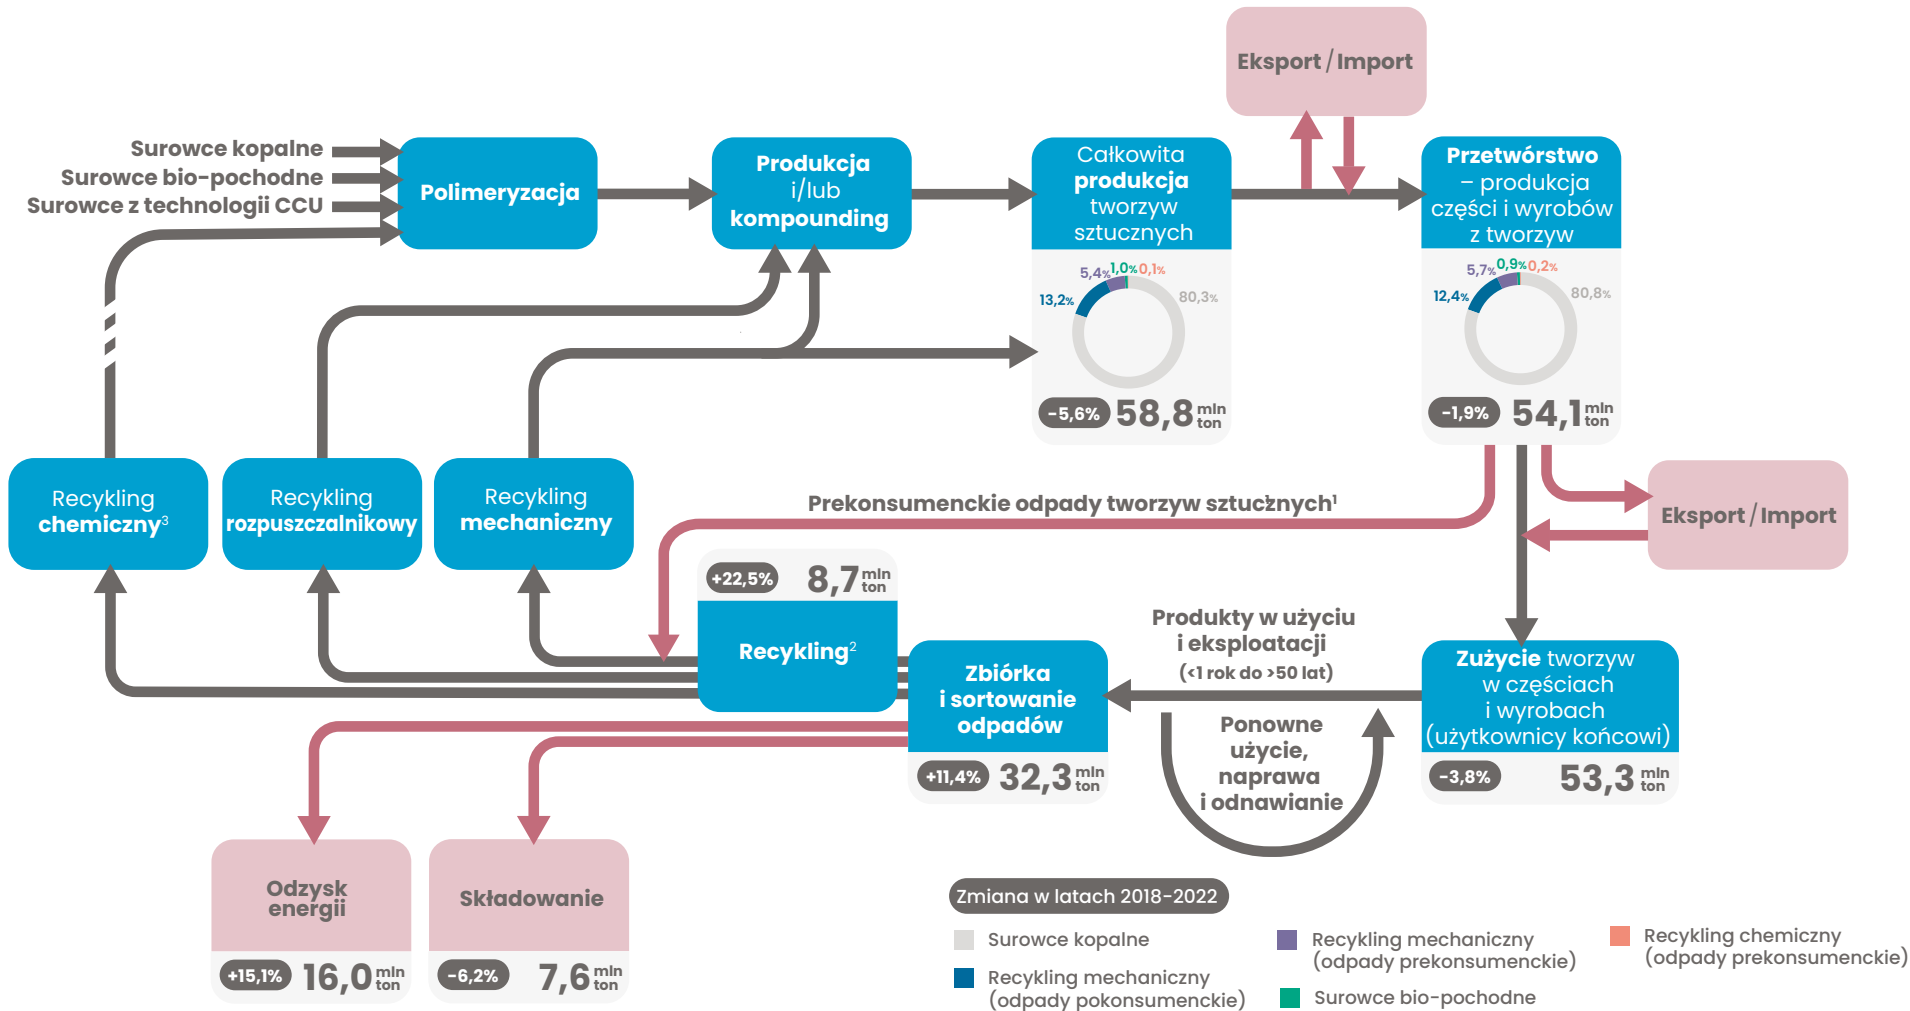 Eksport / Import
Surowce kopalne
Surowce bio-pochodne
Surowce z technologii CCU
Polimeryzacja
Produkcja
i/lub
kompounding
Całkowita
produkcja
tworzyw
sztucznych
5,4%
1,0%
0,1%
13,2%
80,3%
-5,6%
58,8 mln
ton
Przetwórstwo
– produkcja
części i wyrobów
z tworzyw
5,7%
0,9%
0,2%
12,4%
80,8%
-1,9%
54,1 mln
ton
Recykling
chemiczny³
Recykling
rozpuszczalnikowy
Recykling
mechaniczny
Prekonsumenckie odpady tworzyw sztucznych¹
Eksport / Import
+22,5%
8,7 mln
ton
Recykling²
Zbiórka
i sortowanie
odpadów
+11,4%
32,3 mln
ton
Produkty w użyciu
i eksploatacji
(<1 rok do >50 lat)
Ponowne
użycie,
naprawa
i odnawianie
Zużycie tworzyw
w częściach
i wyrobach
(użytkownicy końcowi)
-3,8%
53,3 mln
ton
Odzysk
energii
+15,1%
16,0 mln
ton
Składowanie
-6,2%
7,6 mln
ton
Zmiana w latach 2018-2022
Surowce kopalne
Recykling mechaniczny
(odpady pokonsumenckie)
Recykling mechaniczny
(odpady prekonsumenckie)
Surowce bio-pochodne
Recykling chemiczny
(odpady prekonsumenckie)